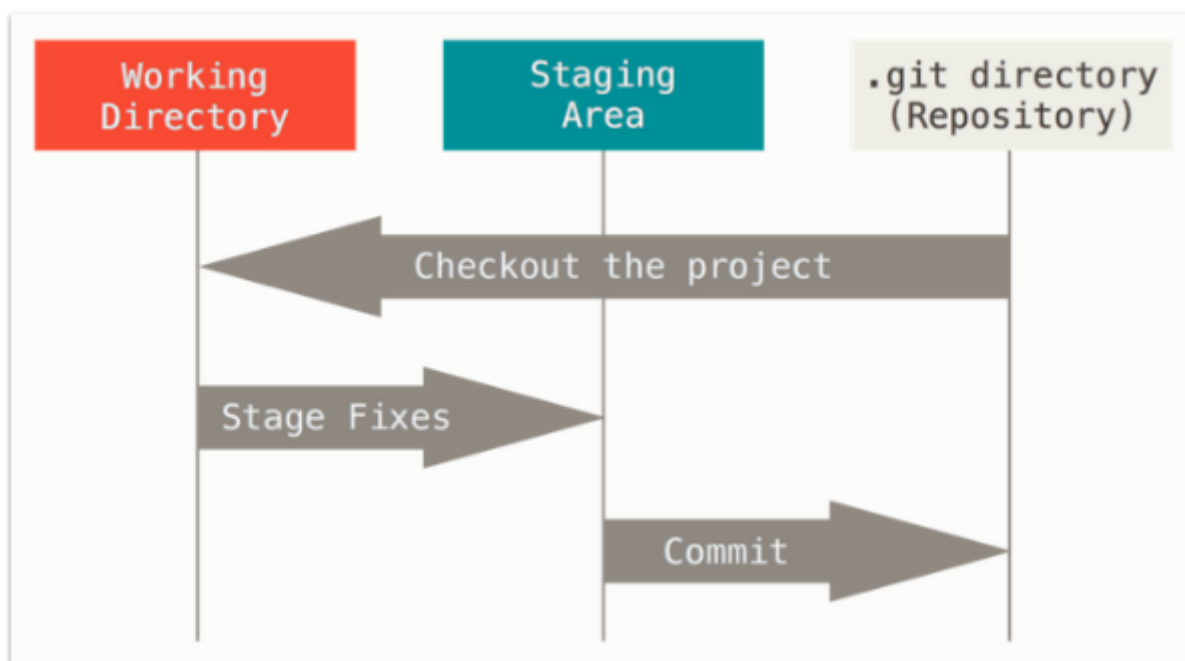 Working
Directory
Staging
Area
.git directory
(Repository)
Checkout the project
Stage Fixes
Commit